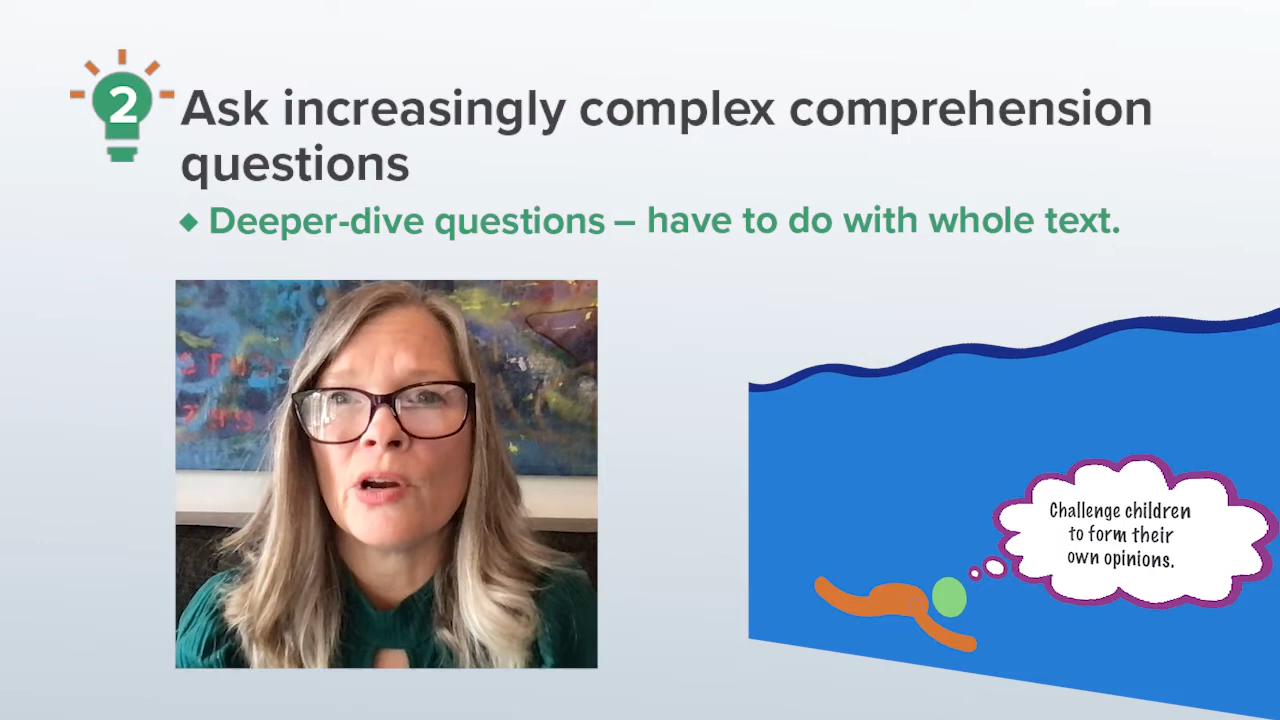 2
Ask increasingly complex comprehension
questions
Deeper-dive questions – have to do with whole text.
Challenge children
to form their
own opinions.